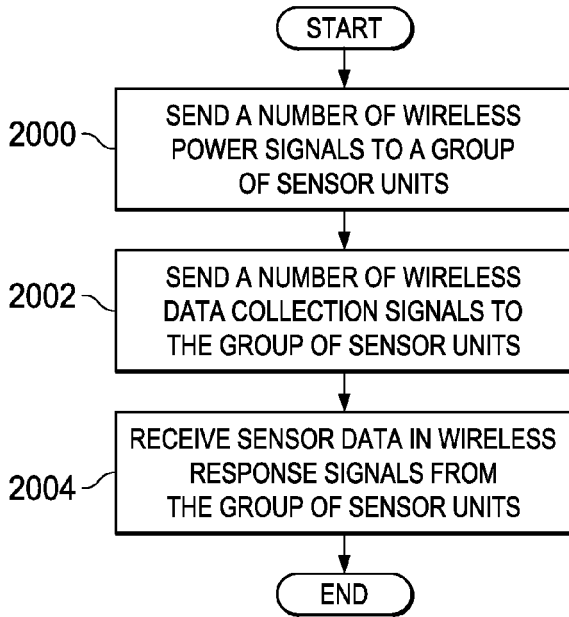 START
2000
SEND A NUMBER OF WIRELESS
POWER SIGNALS TO A GROUP
OF SENSOR UNITS
2002
SEND A NUMBER OF WIRELESS
DATA COLLECTION SIGNALS TO
THE GROUP OF SENSOR UNITS
2004
RECEIVE SENSOR DATA IN WIRELESS
RESPONSE SIGNALS FROM
THE GROUP OF SENSOR UNITS
END